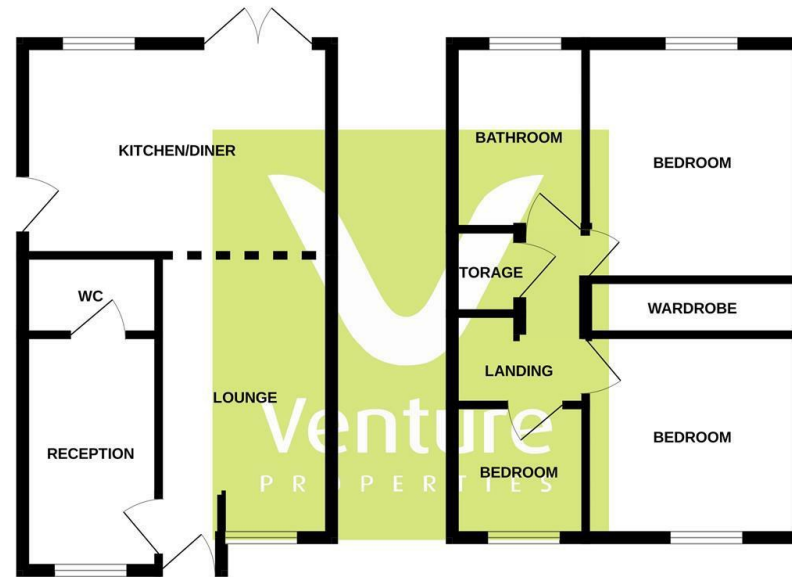 KITCHEN/DINER
WC
LOUNGE
RECEPTION
BATHROOM
BEDROOM
TORAGE
WARDROBE
LANDING
BEDROOM
BEDROOM
Venture
PROPERTIES